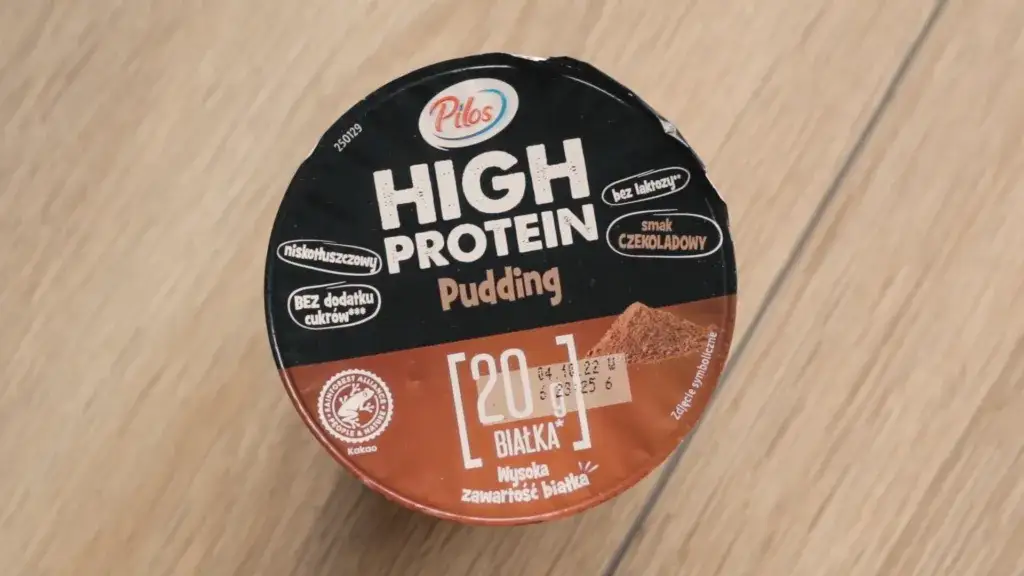 Pilos
250129
HIGH
PROTEIN
Pudding
bez laktozy**
smak
CZEKOLADOWY
niskotłuszczowy
BEZ dodatku
cukrów***
[20 g]
BIAŁKA*
04.10.22
6 23:25 6
Wysoka
zawartość białka
RAINFOREST ALLIANCE
PEOPLE & NATURE
Kakao
Zdjęcie symboliczne